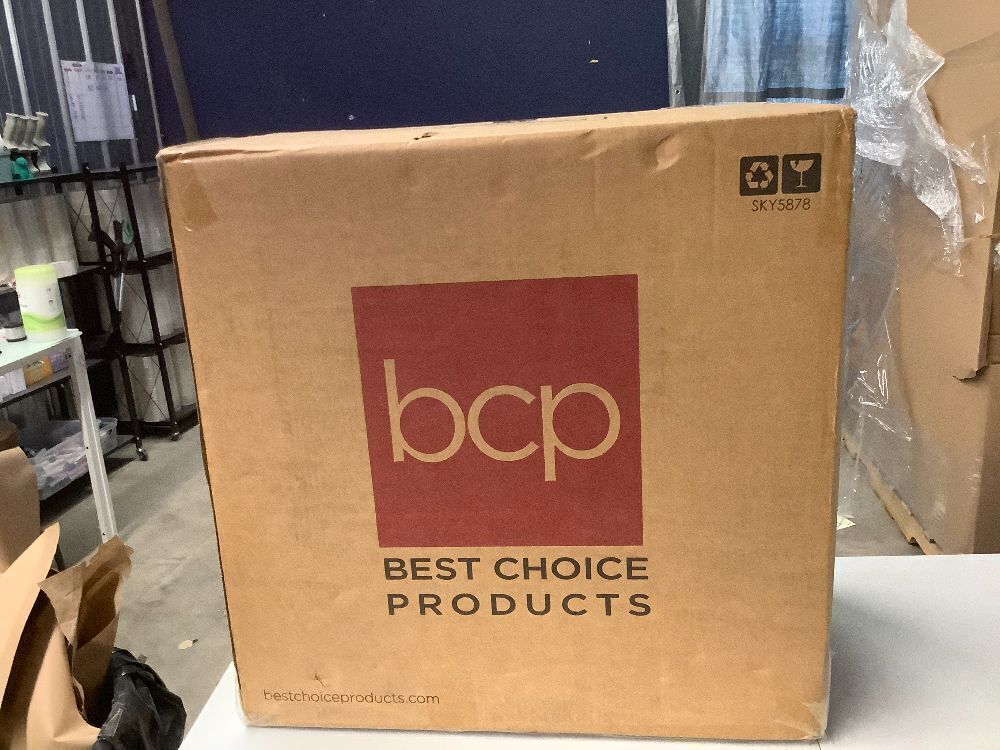 SKY5878
bcp
BEST CHOICE
PRODUCTS
bestchoiceproducts.com